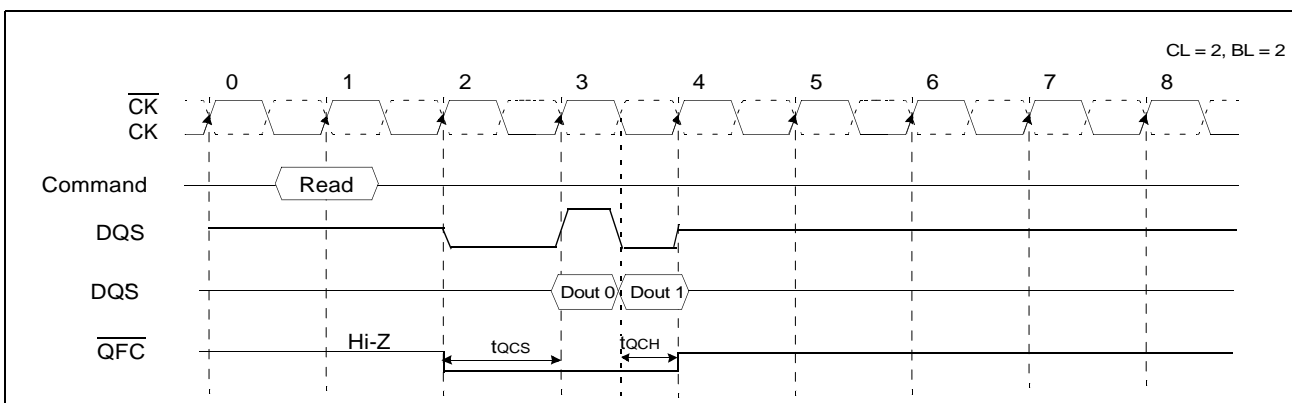 CL = 2, BL = 2
0 1 2 3 4 5 6 7 8
CK
CK
Command Read
DQS
DQS Dout 0 Dout 1
QFC Hi-Z tQCS tQCH